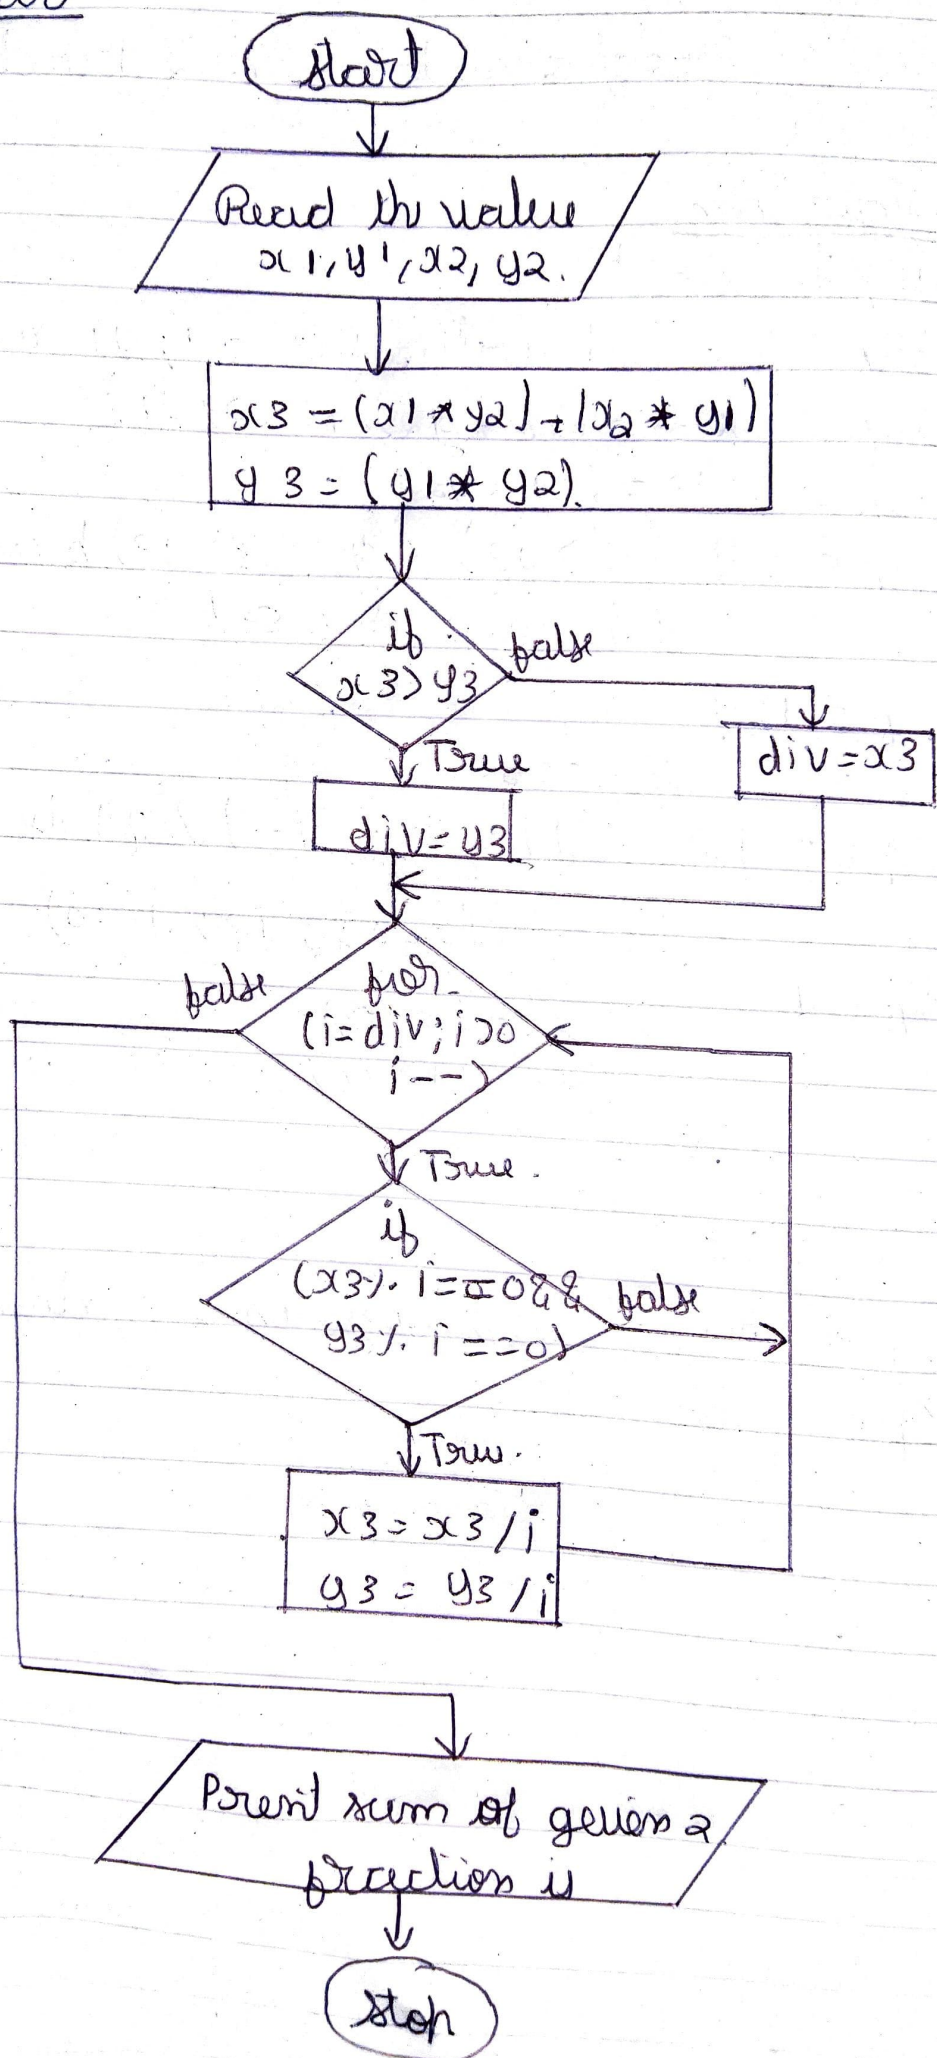 Start
Read the value
x1, y1, x2, y2.
x3 = (x1 * y2) + (x2 * y1)
y3 = (y1 * y2).
if
x3 > y3
false
True
div = x3
div = y3
false
for
(i = div; i > 0
i--)
True.
if
(x3 % i == 0 &&
y3 % i == 0)
false
True.
x3 = x3 / i
y3 = y3 / i
Print sum of given 2
fraction is
Stop